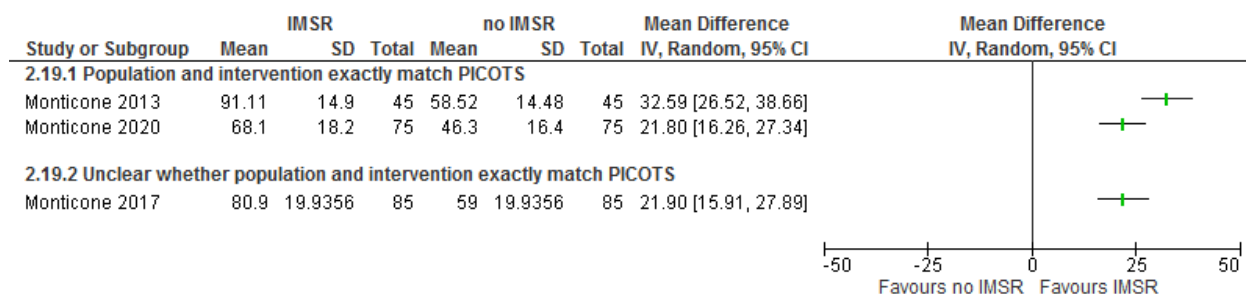 IMSR no IMSR Mean Difference Mean Difference
Study or Subgroup Mean SD Total Mean SD Total IV, Random, 95% CI IV, Random, 95% CI
2.19.1 Population and intervention exactly match PICOTS
Monticone 2013 91.11 14.9 45 58.52 14.48 45 32.59 [26.52, 38.66]
Monticone 2020 68.1 18.2 75 46.3 16.4 75 21.80 [16.26, 27.34]
2.19.2 Unclear whether population and intervention exactly match PICOTS
Monticone 2017 80.9 19.9356 85 59 19.9356 85 21.90 [15.91, 27.89]
-50 -25 0 25 50
Favours no IMSR Favours IMSR